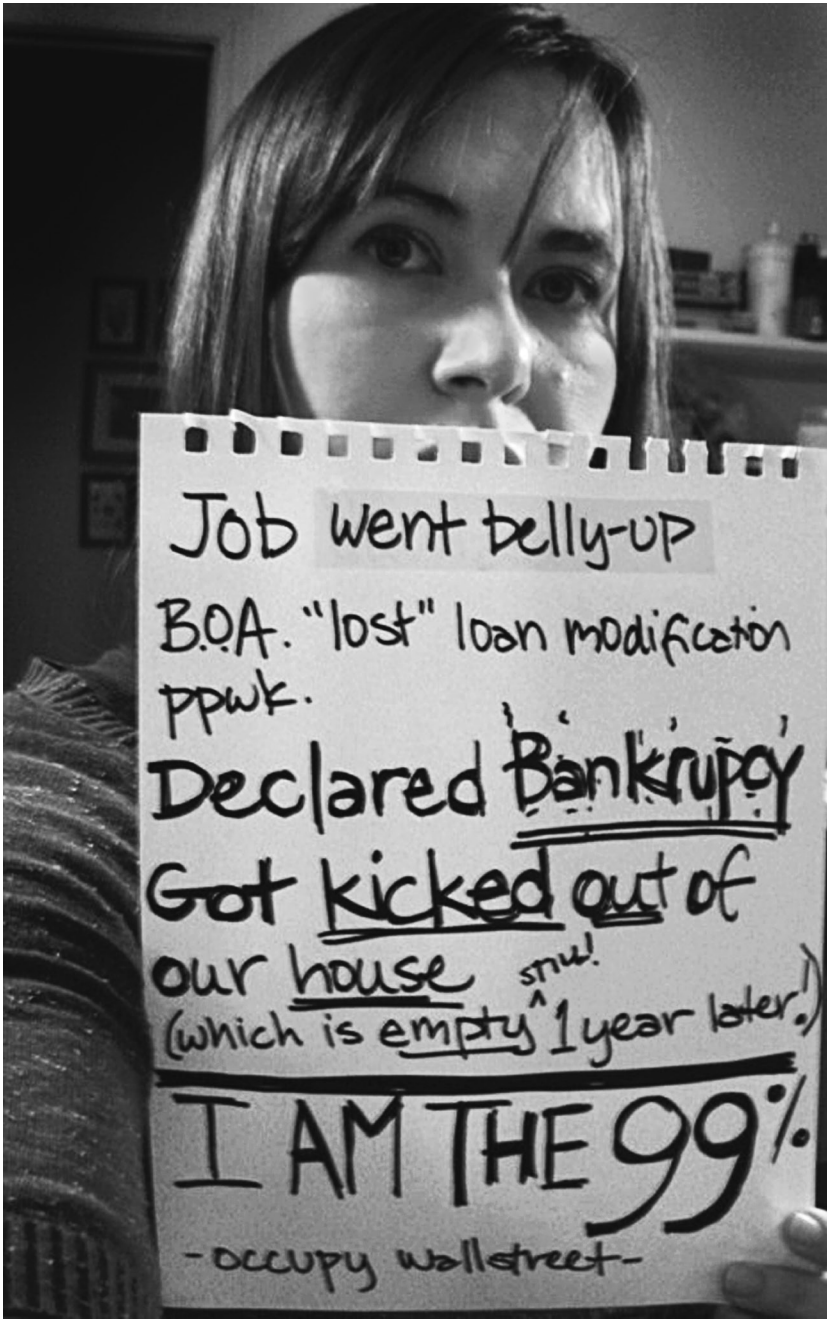 Job went belly-up
B.O.A. "lost" loan modification
ppwk.
Declared Bankrupcy
Got kicked out of
our house
still!
(which is empty ^ 1 year later!)
I AM THE 99%
-occupy wallstreet-